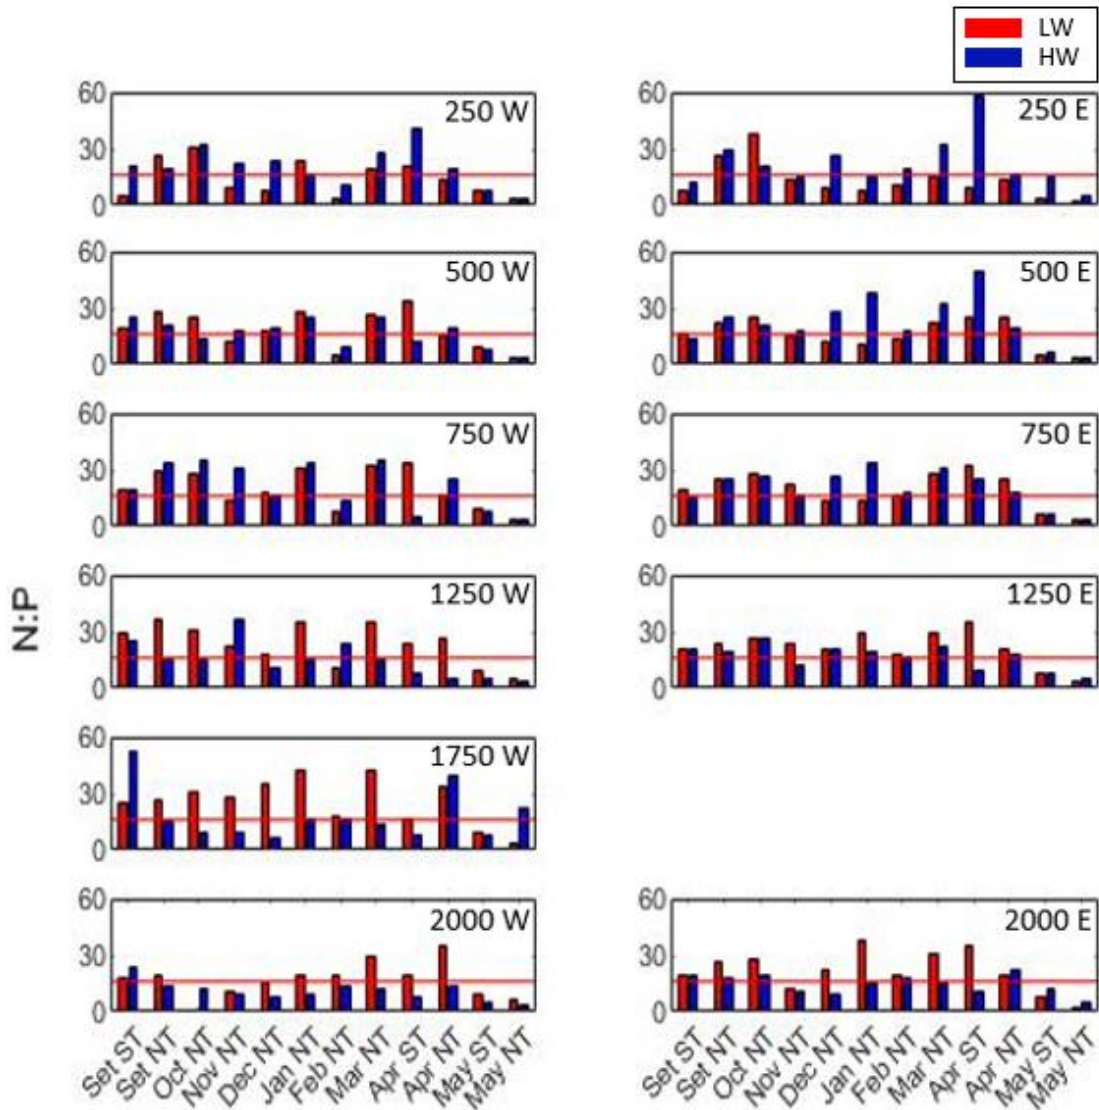 LW
HW
60
30
0
250 W
60
30
0
250 E
60
30
0
500 W
60
30
0
500 E
60
30
0
750 W
60
30
0
750 E
N:P
60
30
0
1250 W
60
30
0
1250 E
60
30
0
1750 W
60
30
0
2000 W
60
30
0
2000 E
Set ST
Set NT
Oct NT
Nov NT
Dec NT
Jan NT
Feb NT
Mar NT
Apr ST
Apr NT
May ST
May NT
Set ST
Set NT
Oct NT
Nov NT
Dec NT
Jan NT
Feb NT
Mar NT
Apr ST
Apr NT
May ST
May NT